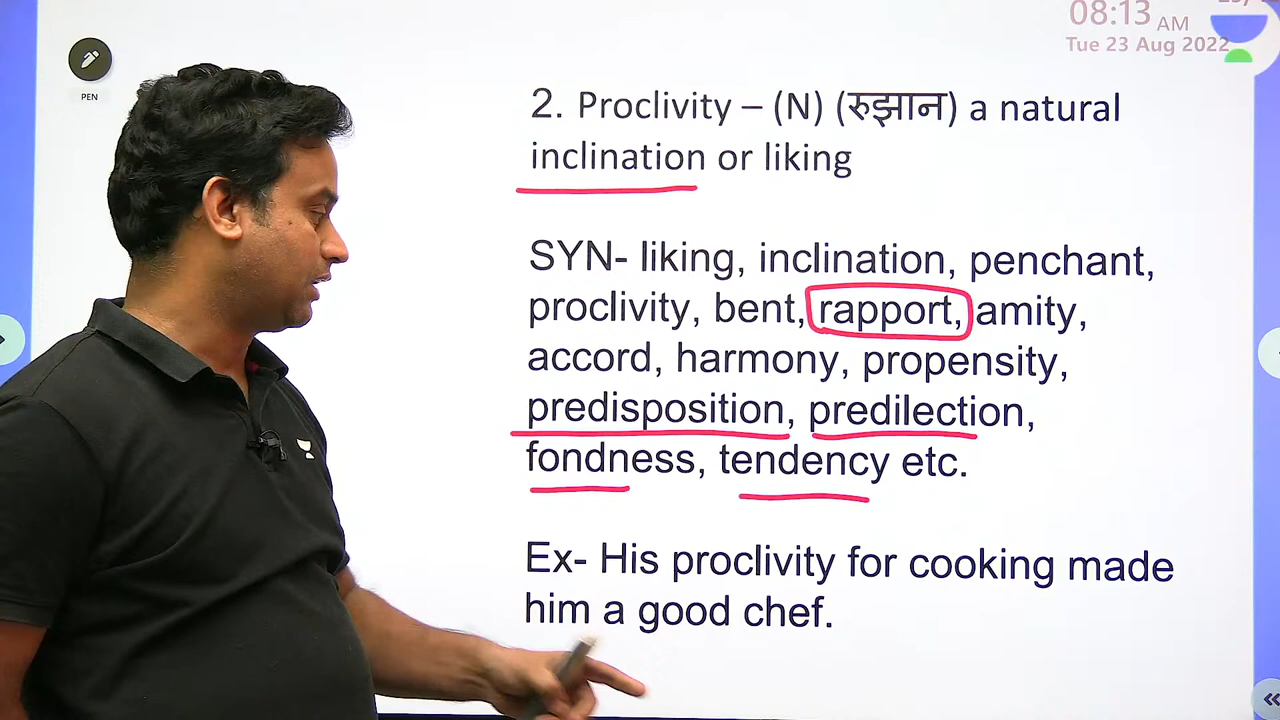 08:13 AM
Tue 23 Aug 2022
PEN
2. Proclivity – (N) (रुझान) a natural
inclination or liking
SYN- liking, inclination, penchant,
proclivity, bent, rapport, amity,
accord, harmony, propensity,
predisposition, predilection,
fondness, tendency etc.
Ex- His proclivity for cooking made
him a good chef.